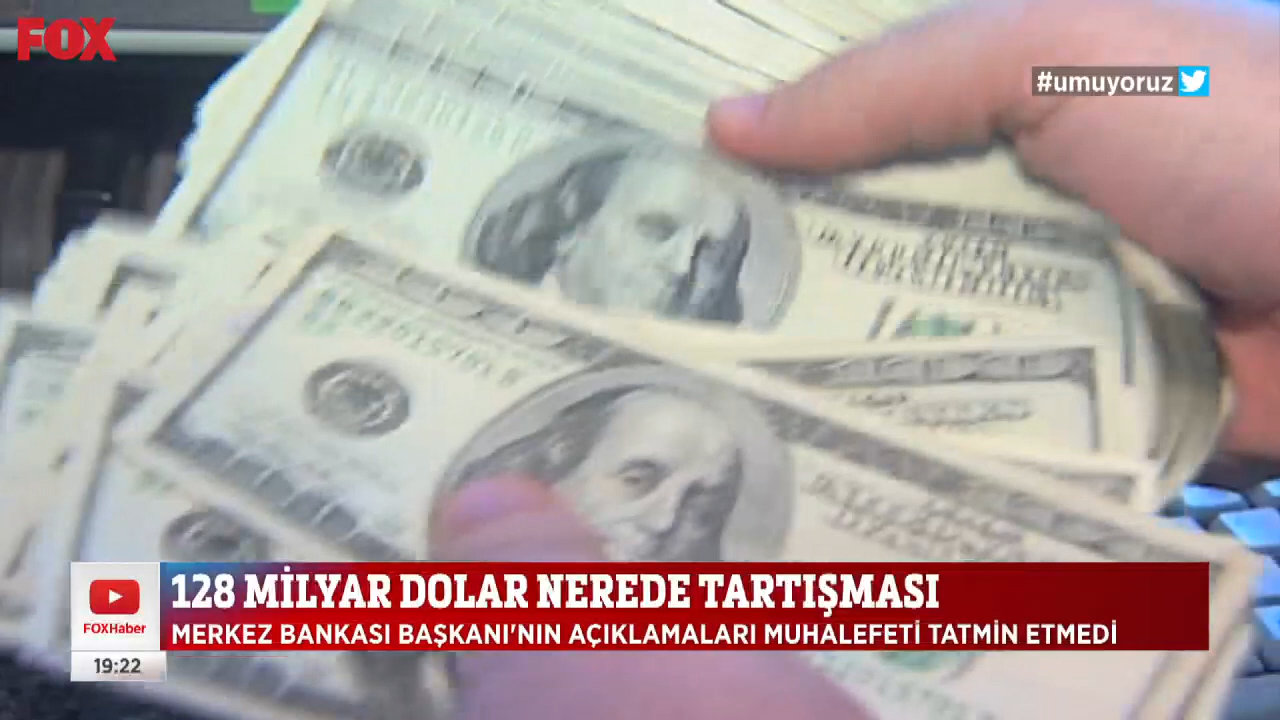 FOX
#umuyoruz
128 MİLYAR DOLAR NEREDE TARTIŞMASI
MERKEZ BANKASI BAŞKANI'NIN AÇIKLAMALARI MUHALEFETİ TATMİN ETMEDİ
FOXHaber
19:22